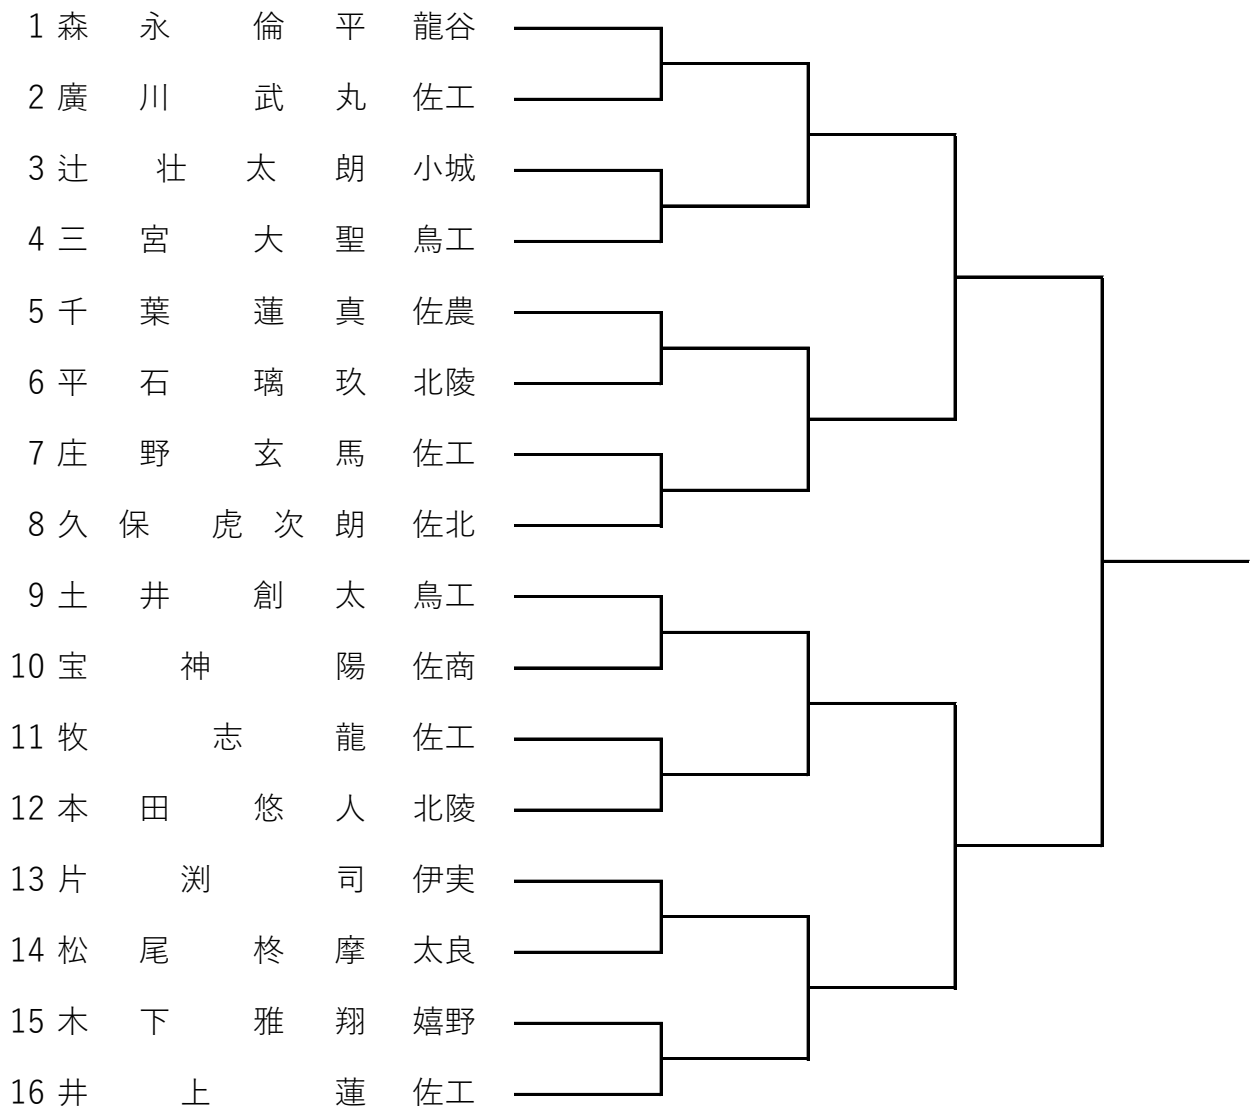 1 森 永 倫 平 龍谷
2 廣 川 武 丸 佐工
3 辻 壮 太 朗 小城
4 三 宮 大 聖 鳥工
5 千 葉 蓮 真 佐農
6 平 石 璃 玖 北陵
7 庄 野 玄 馬 佐工
8 久 保 虎 次 朗 佐北
9 土 井 創 太 鳥工
10 宝 神 陽 佐商
11 牧 志 龍 佐工
12 本 田 悠 人 北陵
13 片 渕 司 伊実
14 松 尾 柊 摩 太良
15 木 下 雅 翔 嬉野
16 井 上 蓮 佐工